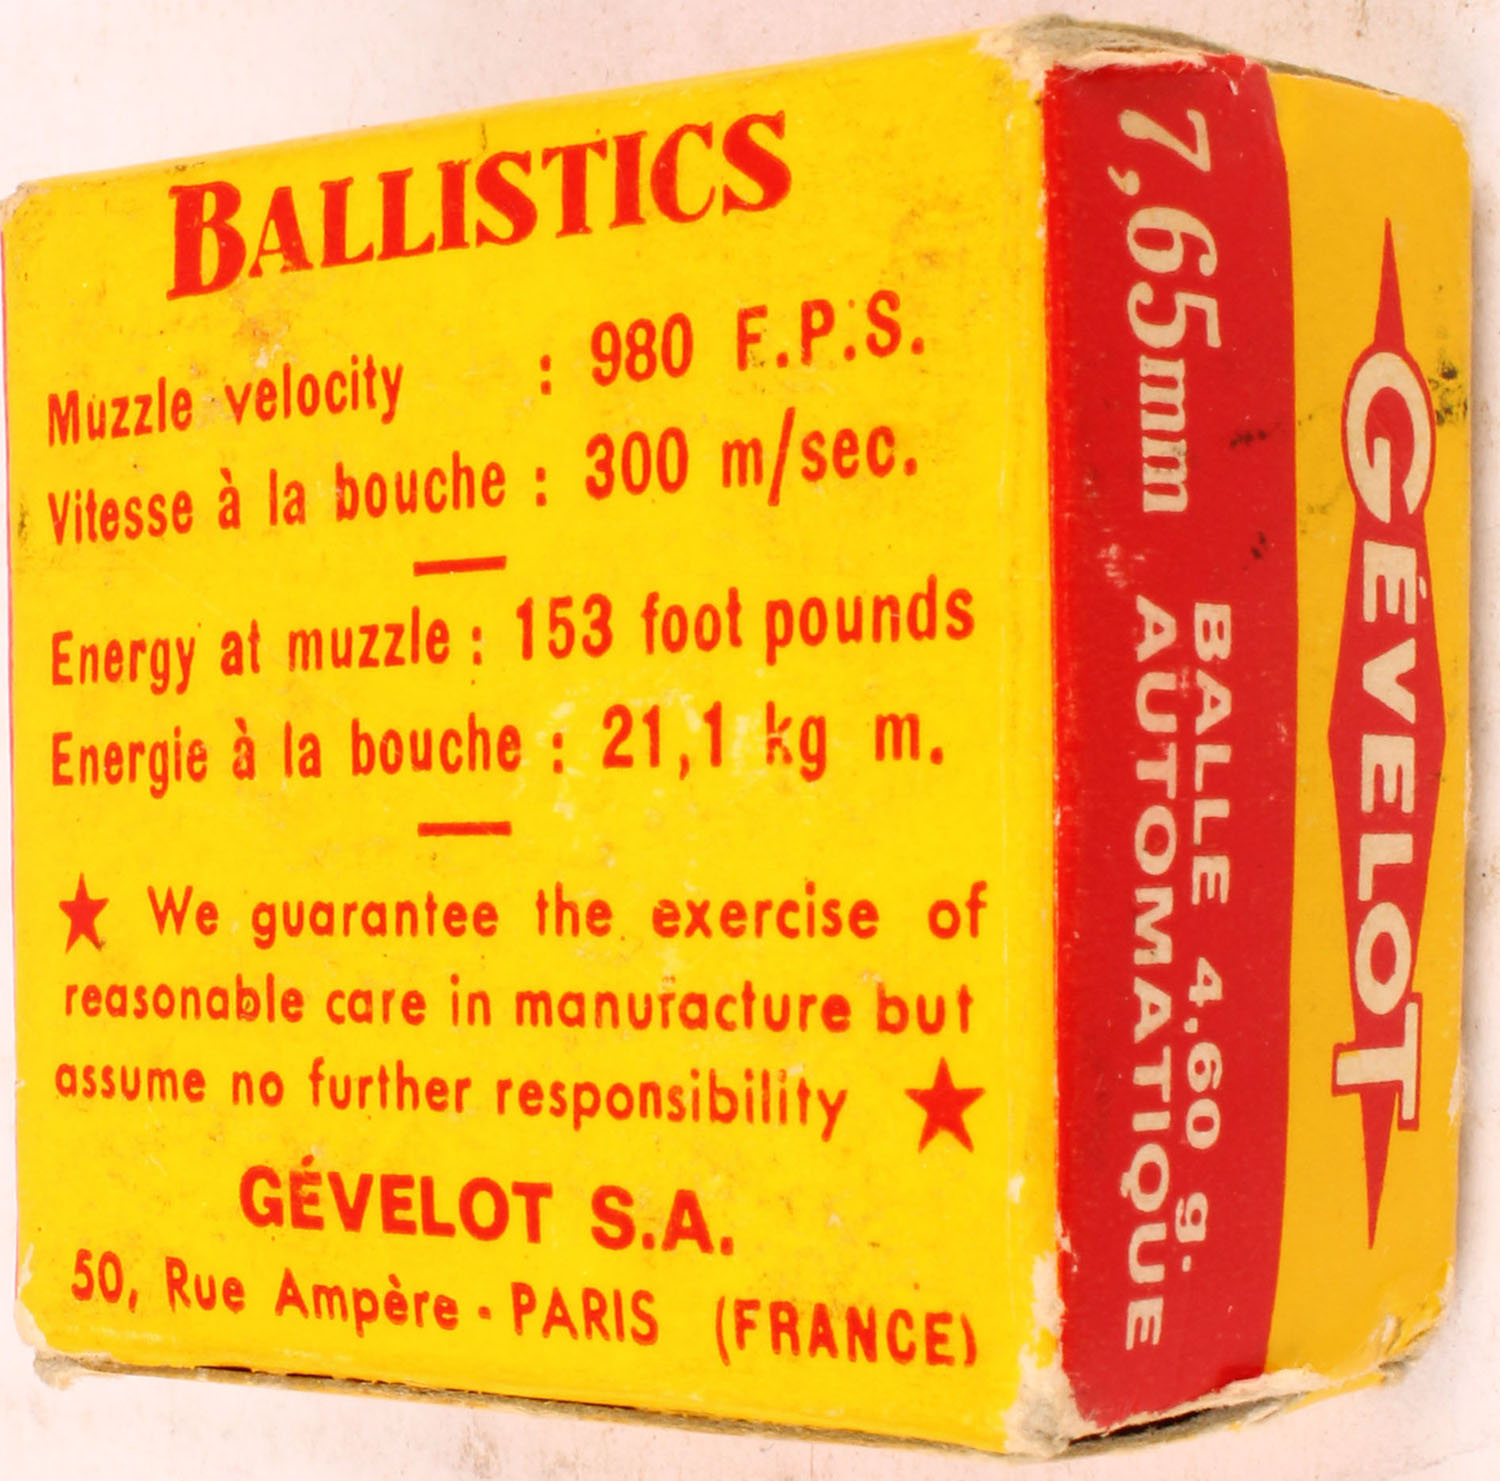 BALLISTICS
Muzzle velocity : 980 F.P.S.
Vitesse à la bouche : 300 m/sec.
Energy at muzzle : 153 foot pounds
Energie à la bouche : 21,1 kg m.
★ We guarantee the exercise of
reasonable care in manufacture but
assume no further responsibility ★
GÉVELOT S.A.
50, Rue Ampère - PARIS (FRANCE)
7,65mm
BALLE 4,60 g.
AUTOMATIQUE
GÉVELOT